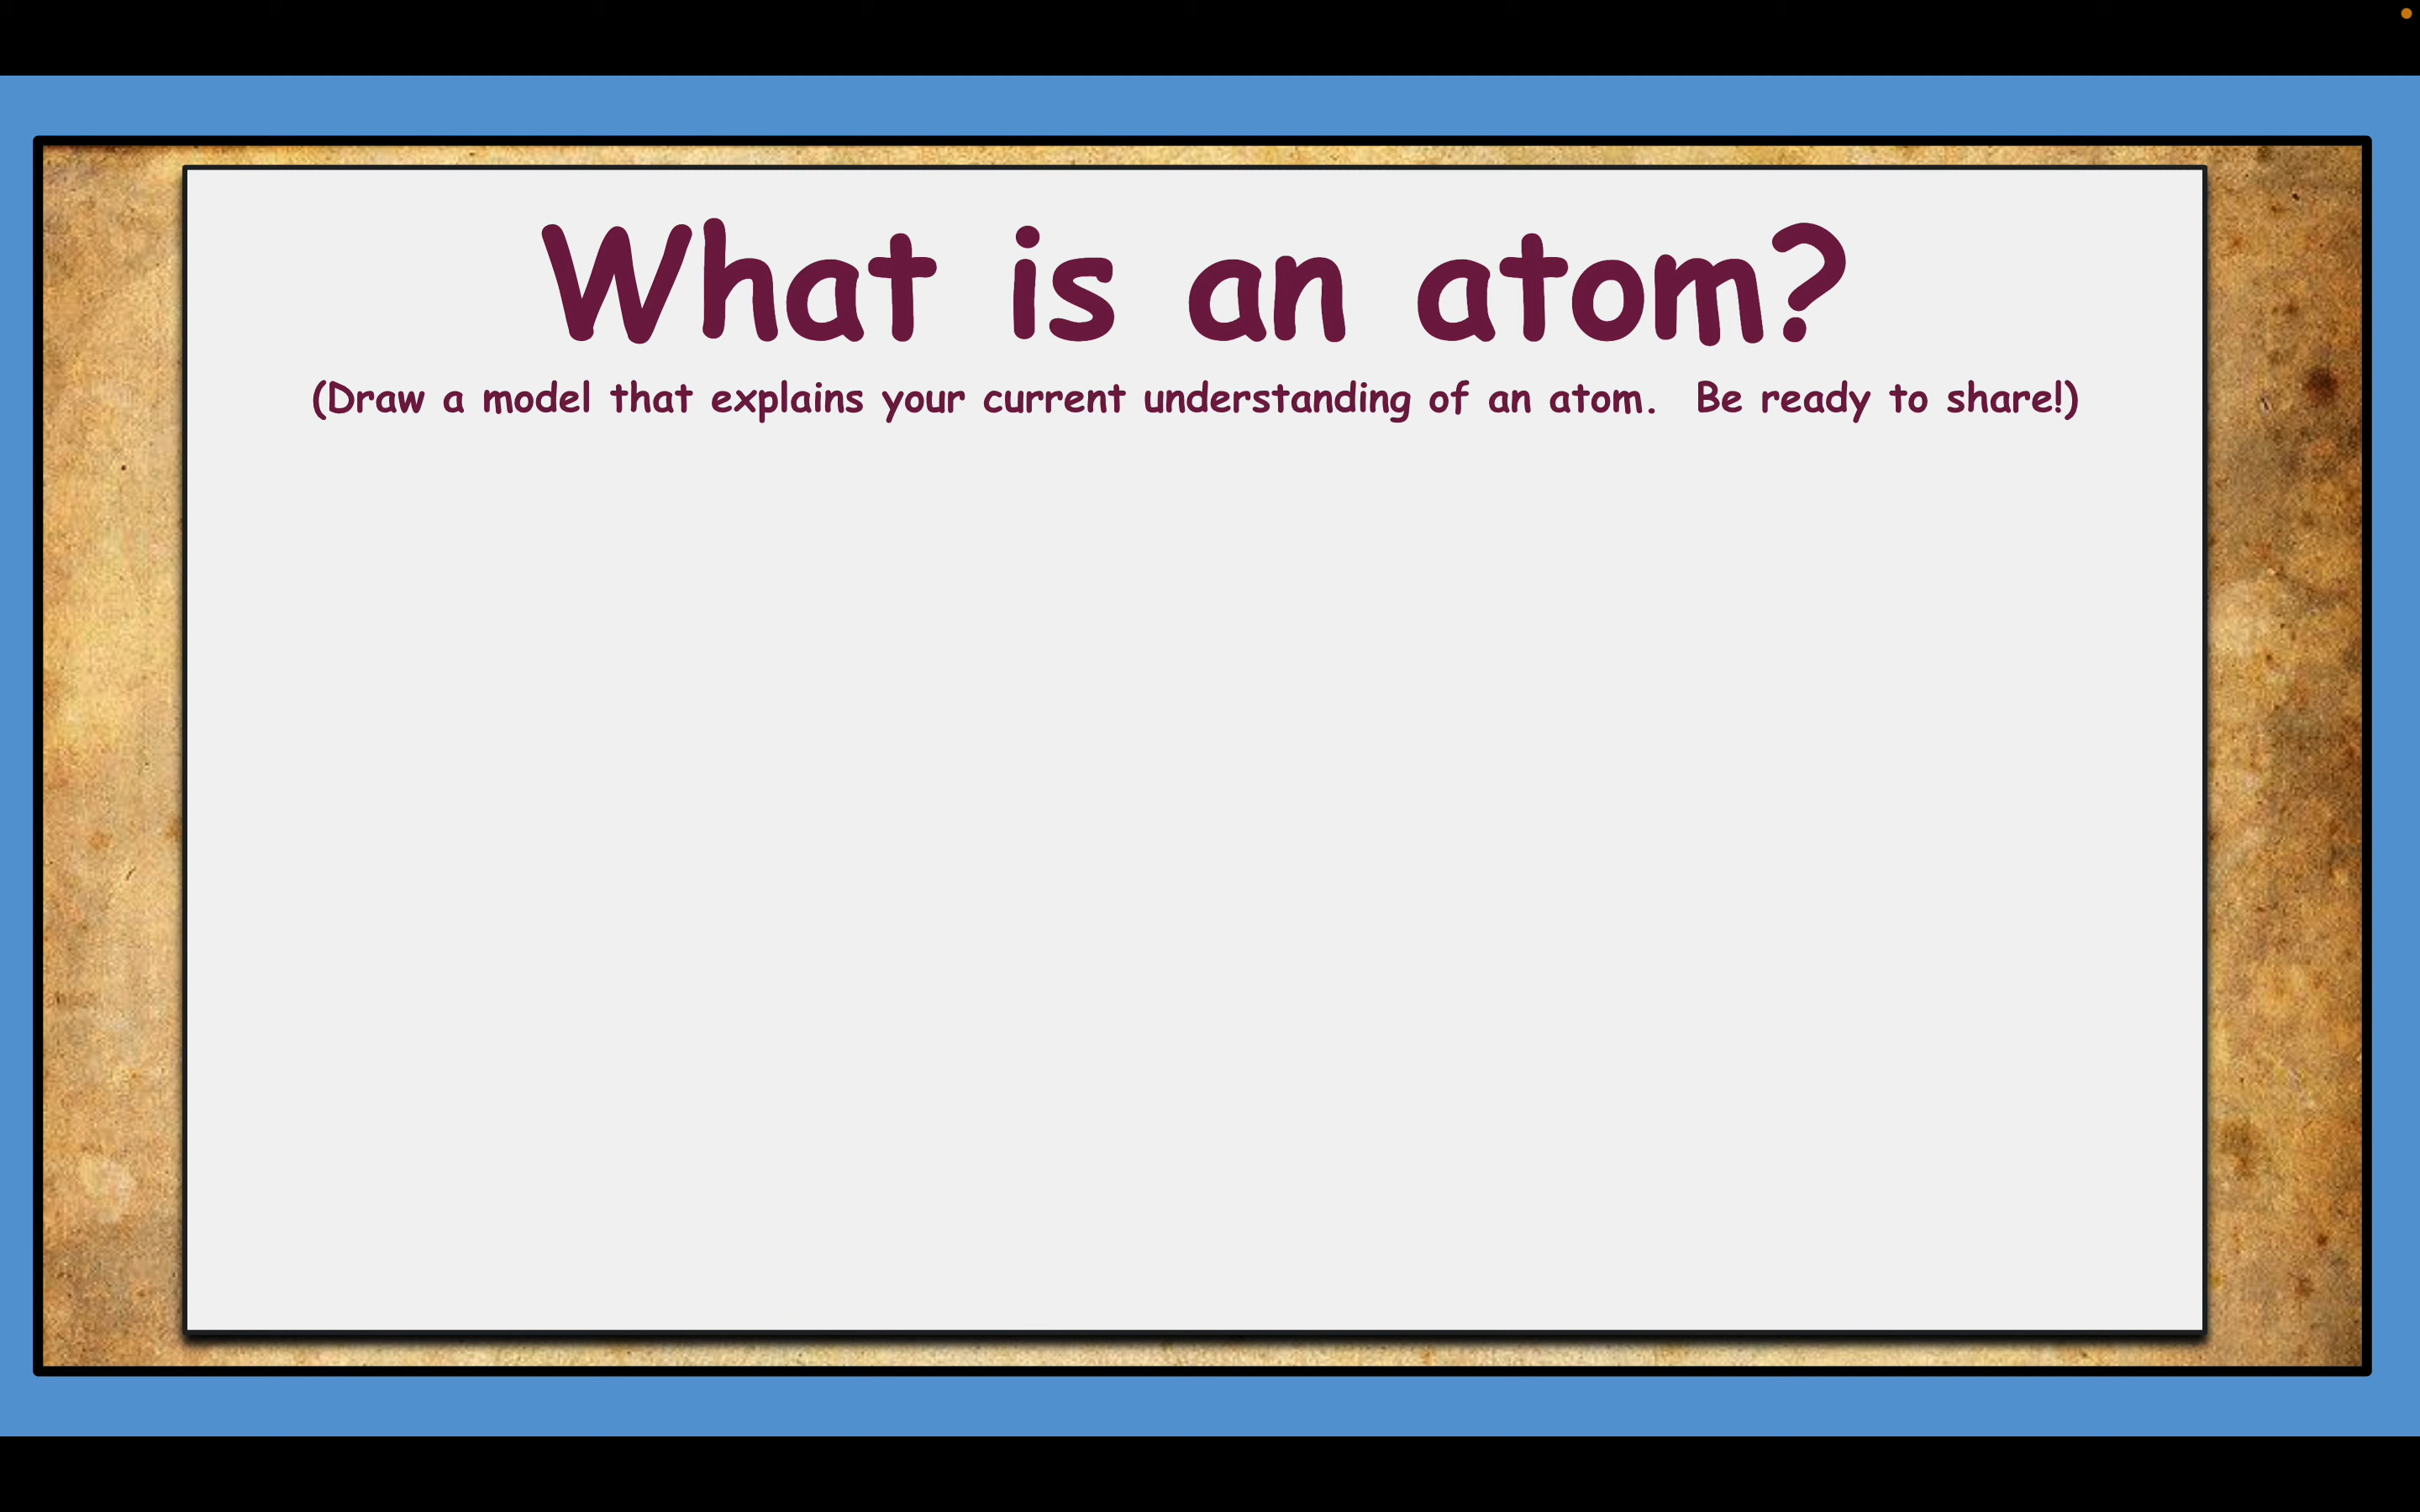 What is an atom?
(Draw a model that explains your current understanding of an atom.  Be ready to share!)